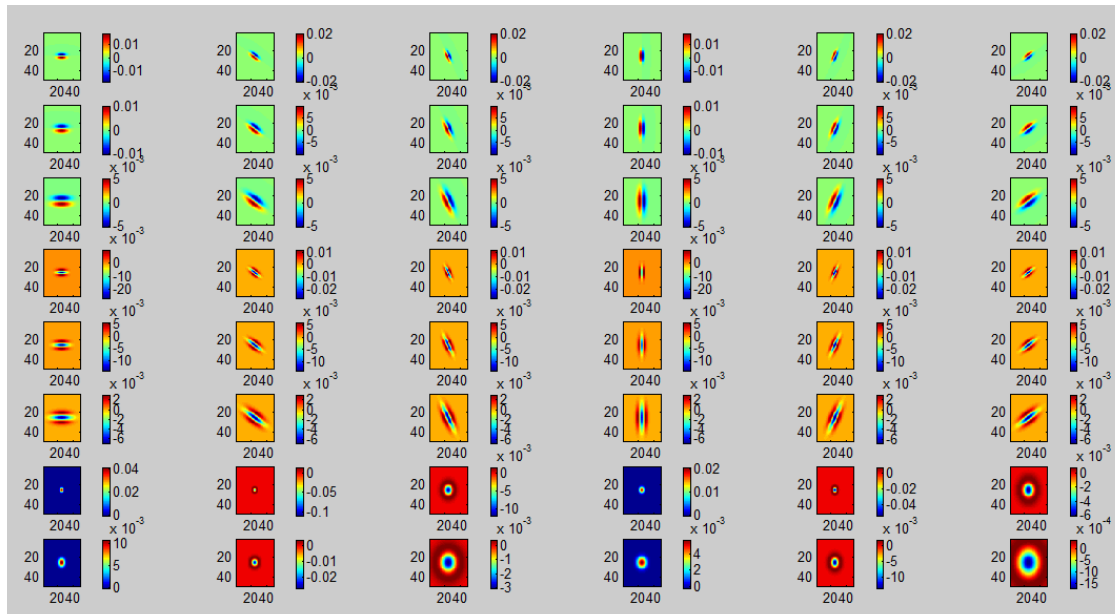 0.02 0.02 0.02 0.02
20 0.01 20 20 20 0.01 20 20
0 0 0 0 0 0
40 -0.01 40 40 40 -0.01 40 40
-0.02 -0.02 -0.02 -0.02
2040 2040 2040 2040 2040 2040
x 10⁻³ x 10⁻³ x 10⁻³ x 10⁻³
0.01 0.01
20 20 5 20 5 20 20 5 20 5
0 0 0 0 0 0
40 40 -5 40 -5 40 40 -5 40 -5
-0.01 -0.01
2040 2040 2040 2040 2040 2040
x 10⁻³ x 10⁻³ x 10⁻³ x 10⁻³ x 10⁻³ x 10⁻³
5 5 5 5 5 5
20 20 20 20 20 20
0 0 0 0 0 0
40 40 40 40 40 40
-5 -5 -5 -5 -5 -5
2040 2040 2040 2040 2040 2040
x 10⁻³ x 10⁻³
0.01 0.01 0.01 0.01
20 0 20 0 20 0 20 0 20 0 20 0
-10 -0.01 -0.01 -10 -0.01 -0.01
40 -20 40 -0.02 40 -0.02 40 -20 40 -0.02 40 -0.02
2040 2040 2040 2040 2040 2040
x 10⁻³ x 10⁻³ x 10⁻³ x 10⁻³ x 10⁻³ x 10⁻³
5 5 5 5 5 5
20 0 20 0 20 0 20 0 20 0 20 0
-5 -5 -5 -5 -5 -5
40 -10 40 -10 40 -10 40 -10 40 -10 40 -10
2040 2040 2040 2040 2040 2040
x 10⁻³ x 10⁻³ x 10⁻³ x 10⁻³ x 10⁻³ x 10⁻³
2 2 2 2 2 2
20 0 20 0 20 0 20 0 20 0 20 0
-2 -2 -2 -2 -2 -2
40 -4 40 -4 40 -4 40 -4 40 -4 40 -4
-6 -6 -6 -6 -6 -6
2040 2040 2040 2040 2040 2040
x 10⁻³ x 10⁻³
0.04 0 0 0.02 0 0
20 20 20 20 20 20 -2
0.02 -0.05 -5 0.01 -0.02
40 40 40 40 40 -0.04 40 -4
0 -0.1 -10 0 -6
2040 2040 2040 2040 2040 2040
x 10⁻³ x 10⁻³ x 10⁻³ x 10⁻³ x 10⁻⁴
10 0 0 0 0
20 20 20 -1 20 4 20 20 -5
5 -0.01 2 -5
40 40 -0.02 40 -2 40 40 -10 40 -10
0 -3 0 -15
2040 2040 2040 2040 2040 2040